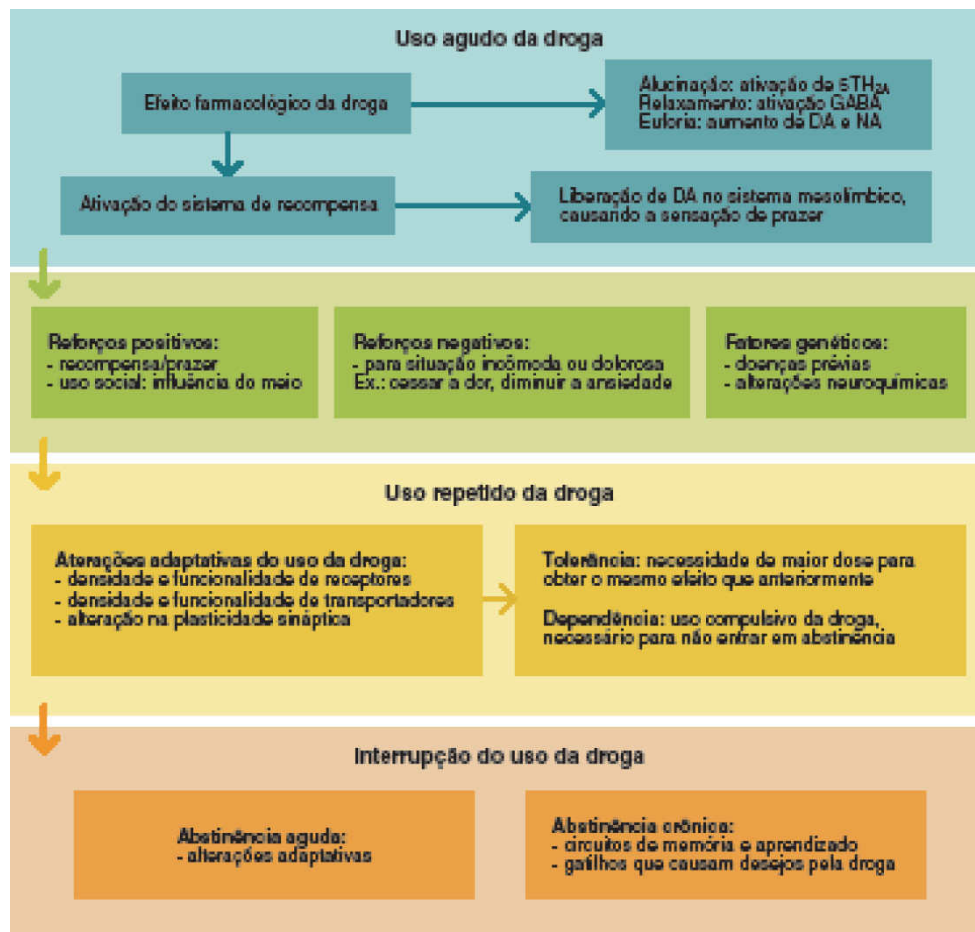 Uso agudo da droga
Efeito farmacológico da droga
Alucinação: ativação de 5TH2A
Relaxamento: ativação GABA
Euforia: aumento de DA e NA
Ativação do sistema de recompensa
Liberação de DA no sistema mesolímbico,
causando a sensação de prazer
Reforços positivos:
- recompensa/prazer
- uso social: influência do meio
Reforços negativos:
- para situação incômoda ou dolorosa
Ex.: cessar a dor, diminuir a ansiedade
Fatores genéticos:
- doenças prévias
- alterações neuroquímicas
Uso repetido da droga
Aterações adaptativas do uso da droga:
- densidade e funcionalidade de receptores
- densidade e funcionalidade de transportadores
- alteração na plasticidade sináptica
Tolerância: necessidade de maior dose para
obter o mesmo efeito que anteriormente
Dependência: uso compulsivo da droga,
necessário para não entrar em abstinência
Interrupção do uso da droga
Abstinência aguda:
- alterações adaptativas
Abstinência crônica:
- circuitos de memória e aprendizado
- gatilhos que causam desejos pela droga